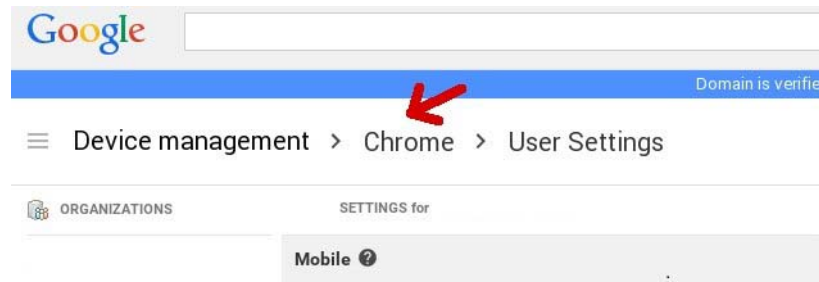 Google
Domain is verifie
Device management > Chrome > User Settings
ORGANIZATIONS
SETTINGS for
Mobile